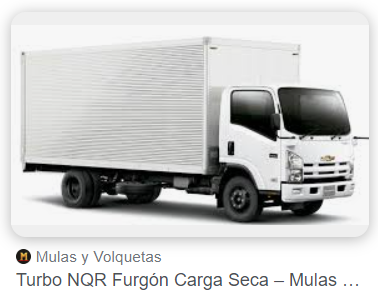 Mulas y Volquetas
Turbo NQR Furgón Carga Seca – Mulas …